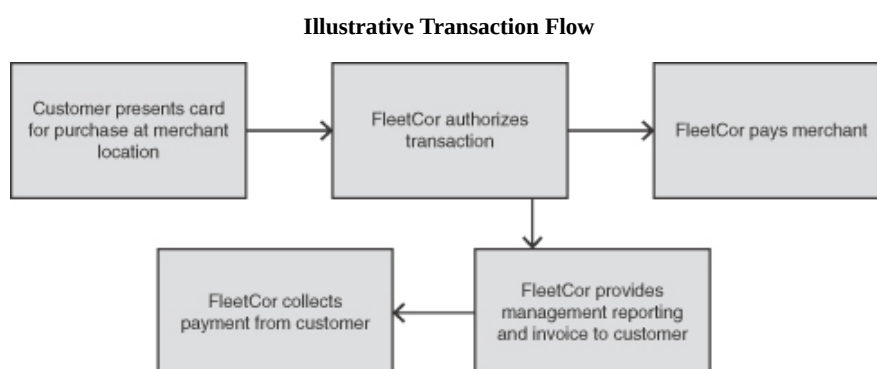 Illustrative Transaction Flow
Customer presents card
for purchase at merchant
location
FleetCor authorizes
transaction
FleetCor pays merchant
FleetCor collects
payment from customer
FleetCor provides
management reporting
and invoice to customer